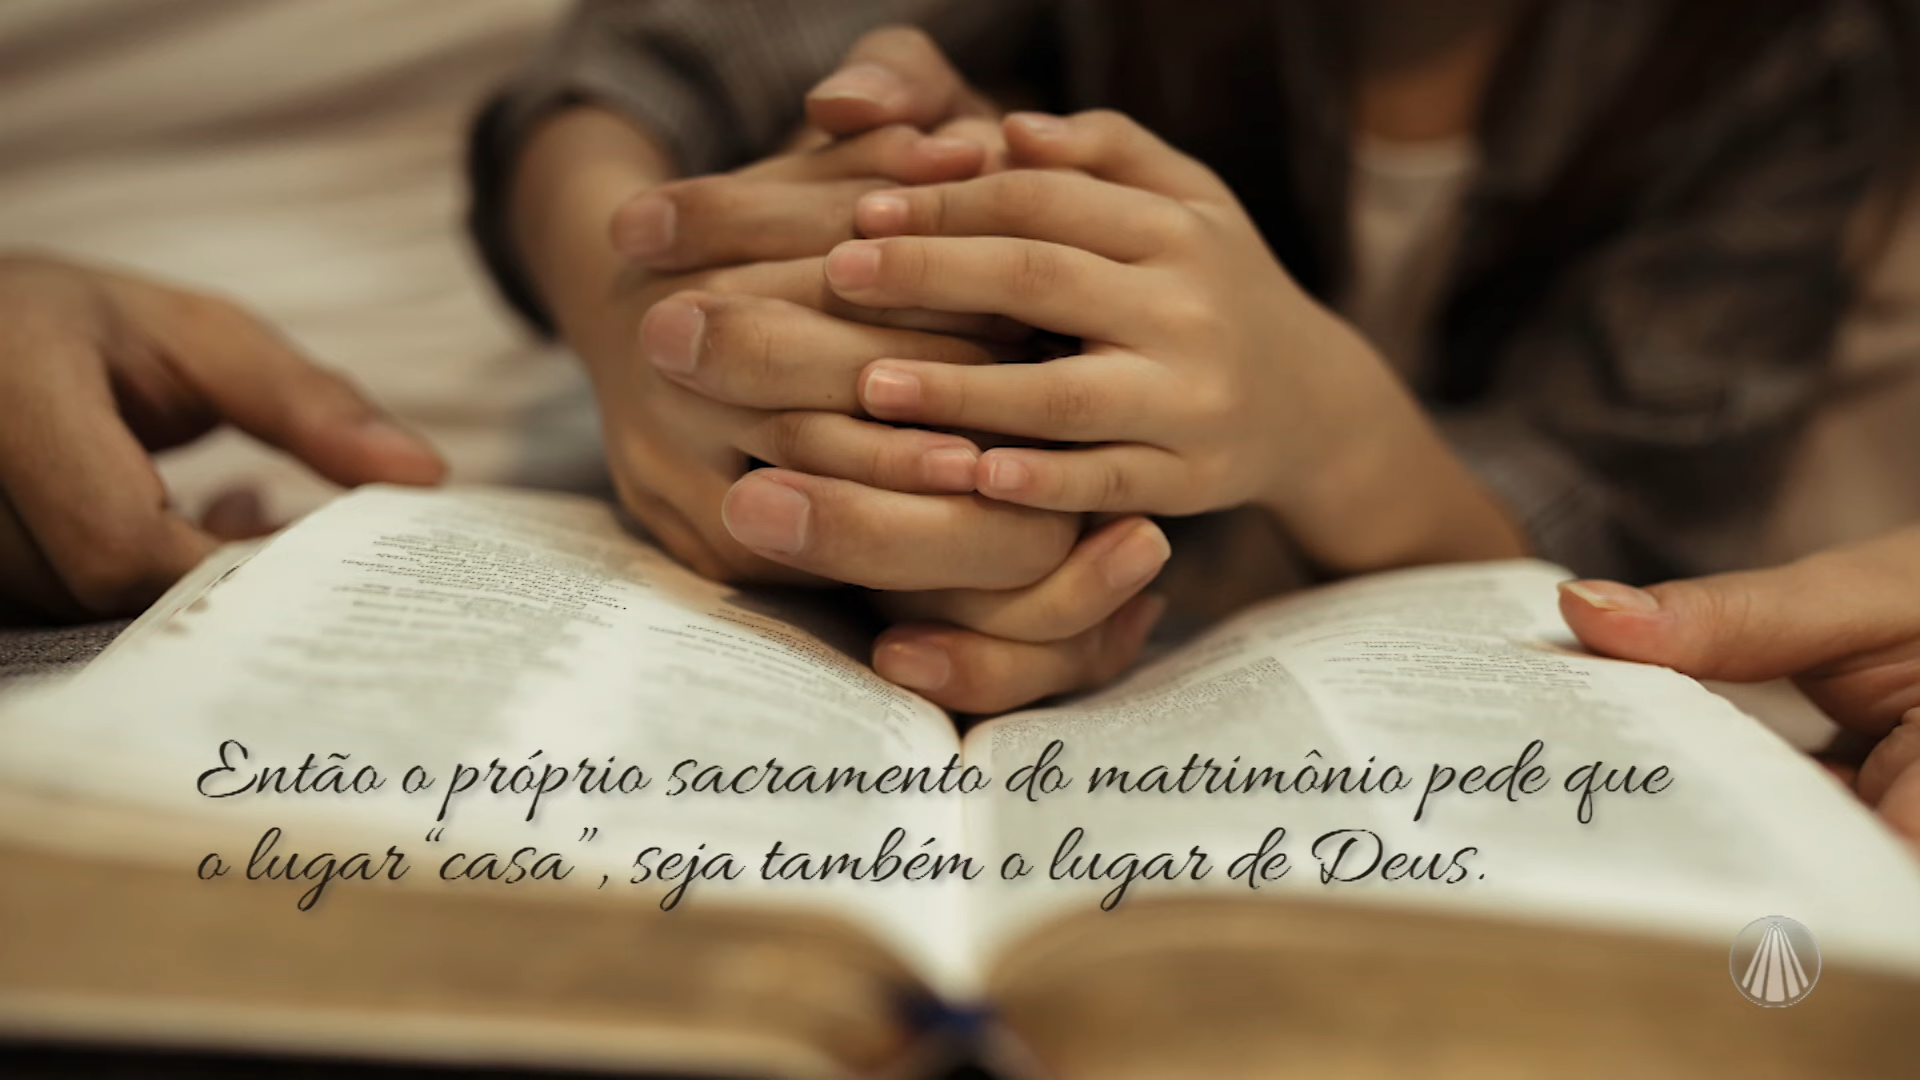 Então o próprio sacramento do matrimônio pede que
o lugar “casa”, seja também o lugar de Deus.